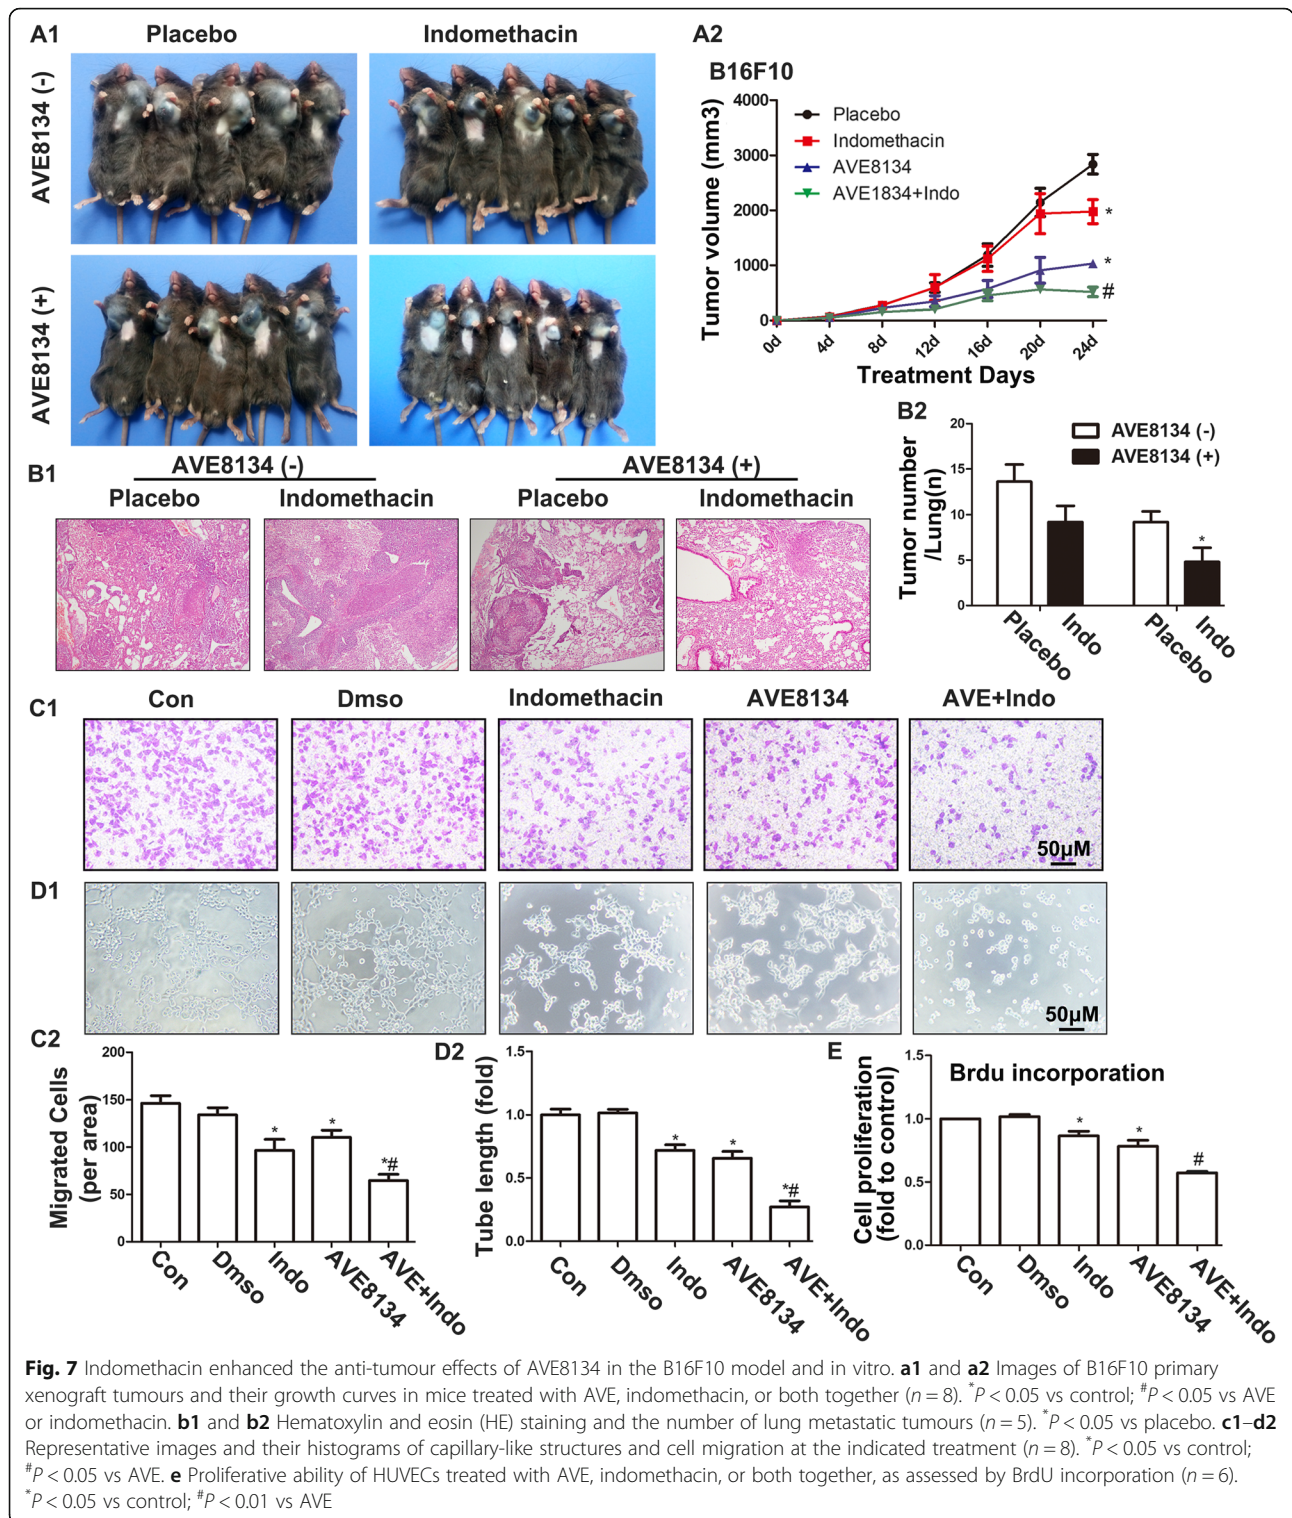 A1
Placebo
Indomethacin
AVE8134 (-)
AVE8134 (+)
A2
B16F10
Tumor volume (mm3)
4000
3000
2000
1000
0
Placebo
Indomethacin
AVE8134
AVE1834+Indo
*
*
#
0d
4d
8d
12d
16d
20d
24d
Treatment Days
B1
AVE8134 (-)
AVE8134 (+)
Placebo
Indomethacin
Placebo
Indomethacin
B2
Tumor number
/Lung(n)
20
15
10
5
0
AVE8134 (-)
AVE8134 (+)
*
Placebo
Indo
Placebo
Indo
C1
Con
Dmso
Indomethacin
AVE8134
AVE+Indo
50μM
D1
50μM
C2
Migrated Cells
(per area)
200
150
100
50
0
*
*
*#
Con
Dmso
Indo
AVE8134
AVE+Indo
D2
Tube length (fold)
1.5
1.0
0.5
0.0
*
*
*#
Con
Dmso
Indo
AVE8134
AVE+Indo
E
Cell proliferation
(fold to control)
Brdu incorporation
1.5
1.0
0.5
0.0
*
*
#
Con
Dmso
Indo
AVE8134
AVE+Indo
Fig. 7 Indomethacin enhanced the anti-tumour effects of AVE8134 in the B16F10 model and in vitro. a1 and a2 Images of B16F10 primary
xenograft tumours and their growth curves in mice treated with AVE, indomethacin, or both together (n = 8). *P < 0.05 vs control; #P < 0.05 vs AVE
or indomethacin. b1 and b2 Hematoxylin and eosin (HE) staining and the number of lung metastatic tumours (n = 5). *P < 0.05 vs placebo. c1–d2
Representative images and their histograms of capillary-like structures and cell migration at the indicated treatment (n = 8). *P < 0.05 vs control;
#P < 0.05 vs AVE. e Proliferative ability of HUVECs treated with AVE, indomethacin, or both together, as assessed by BrdU incorporation (n = 6).
*P < 0.05 vs control; #P < 0.01 vs AVE